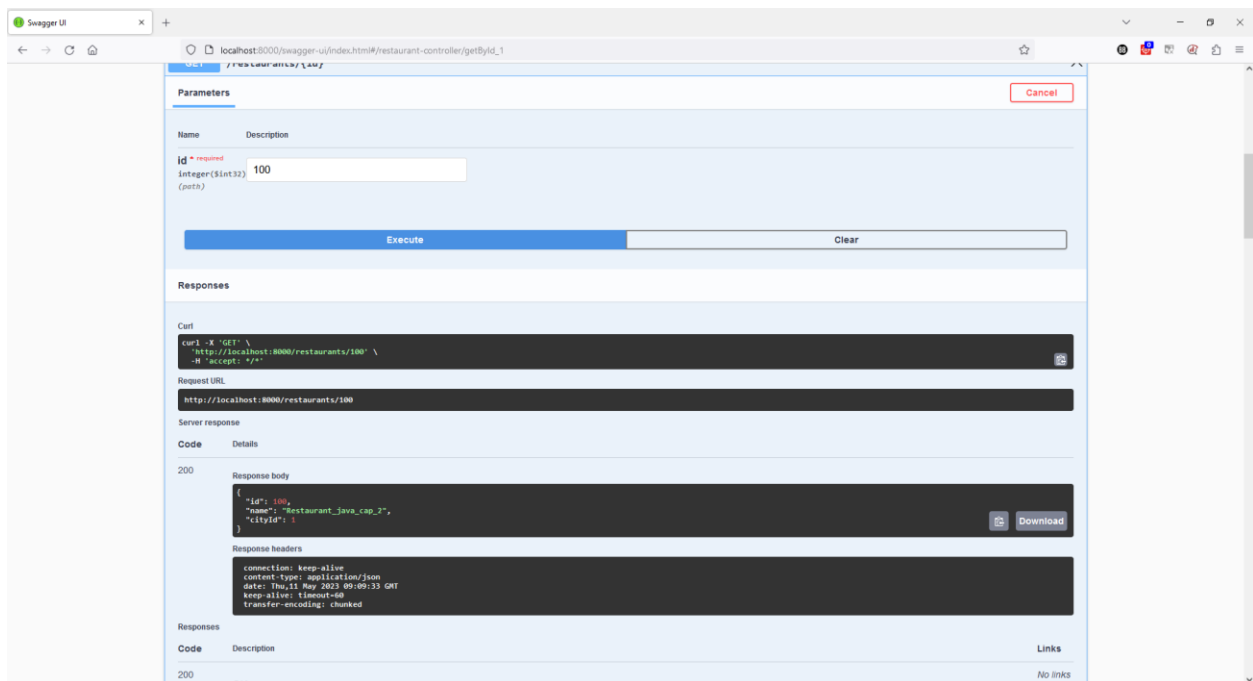 Swagger UI
localhost:8000/swagger-ui/index.html#/restaurant-controller/getById_1
GET /restaurants/{id}
Parameters
Cancel
Name Description
id * required
integer($int32)
(path)
100
Execute Clear
Responses
Curl
curl -X 'GET' \
'http://localhost:8000/restaurants/100' \
-H 'accept: */*'
Request URL
http://localhost:8000/restaurants/100
Server response
Code Details
200
Response body
{
"id": 100,
"name": "Restaurant_java_cap_2",
"cityId": 1
}
Download
Response headers
connection: keep-alive
content-type: application/json
date: Thu,11 May 2023 09:09:33 GMT
keep-alive: timeout=60
transfer-encoding: chunked
Responses
Code Description Links
200 No links